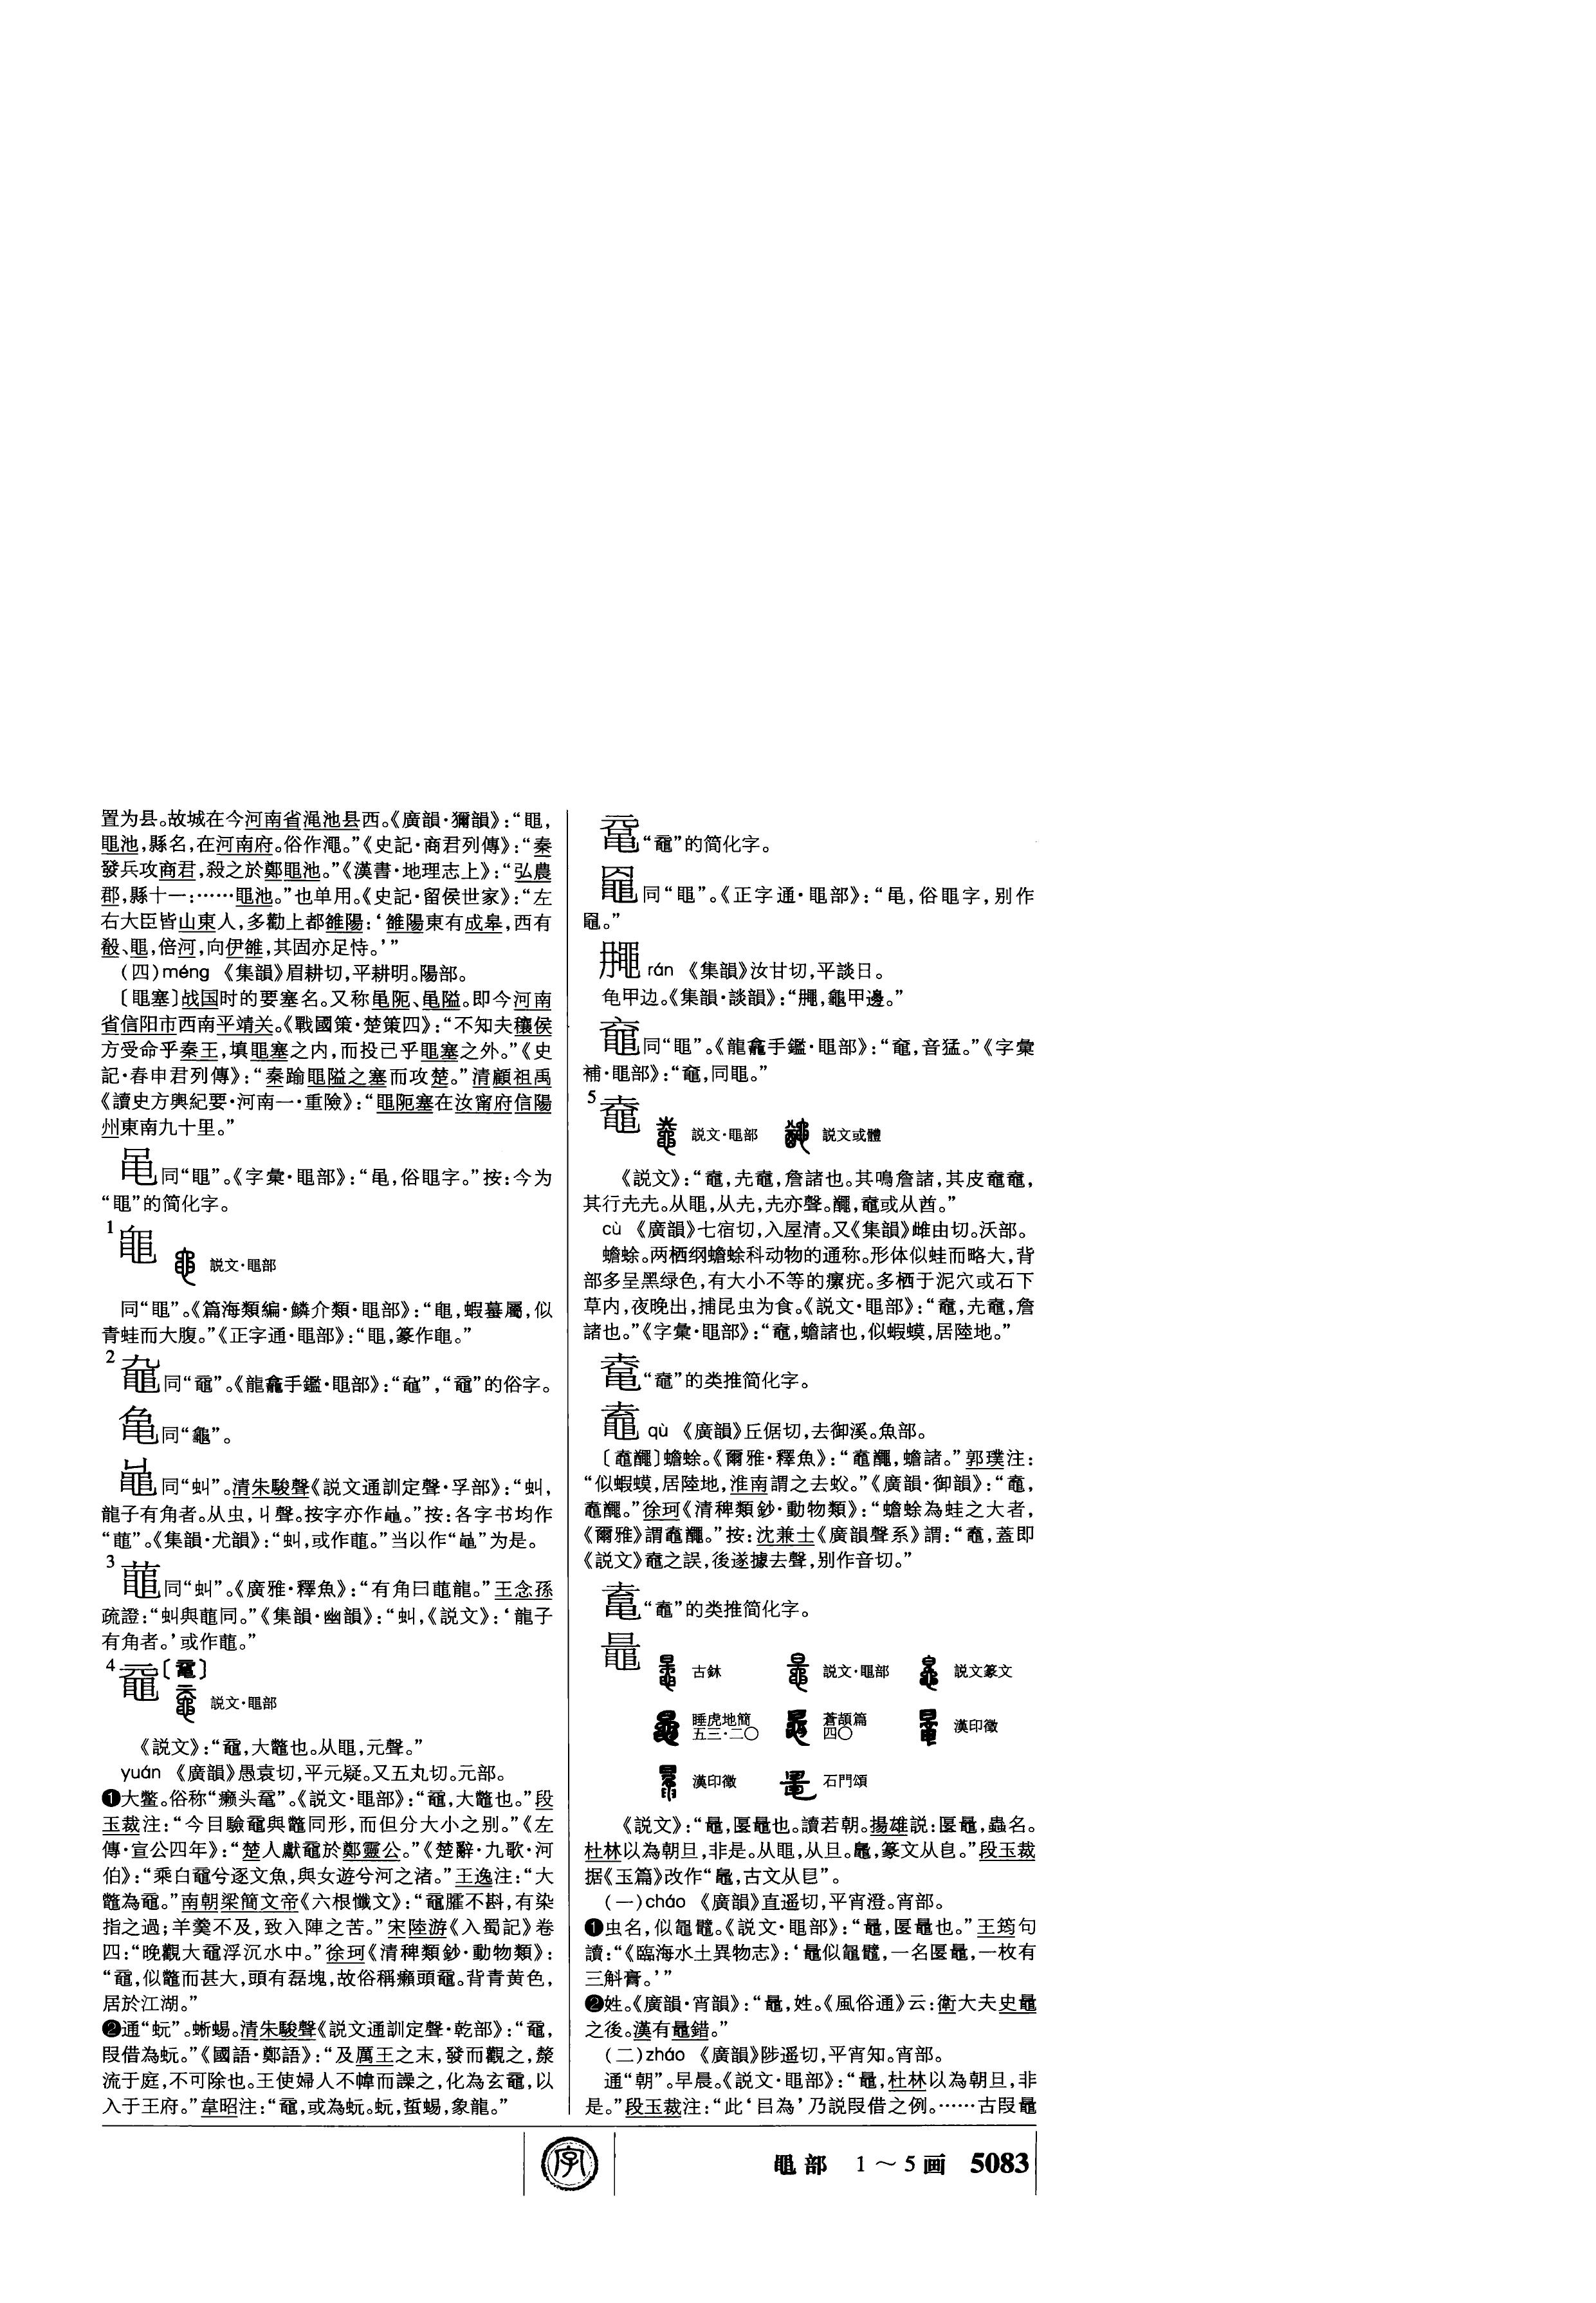 置为县。故城在今河南省渑池县西。《廣韻·獮韻》：“黽，
黽池，縣名，在河南府。俗作澠。”《史記·商君列傳》：“秦
發兵攻商君，殺之於鄭黽池。”《漢書·地理志上》：“弘農
郡，縣十一：……黽池。”也单用。《史記·留侯世家》：“左
右大臣皆山東人，多勸上都雒陽：‘雒陽東有成皋，西有
殽、黽，倍河，向伊雒，其固亦足恃。’”
（四）méng 《集韻》眉耕切，平耕明。陽部。
〔黽塞〕战国时的要塞名。又称黾阨、黾隘。即今河南
省信阳市西南平靖关。《戰國策·楚策四》：“不知夫穰侯
方受命乎秦王，填黽塞之内，而投已乎黽塞之外。”《史
記·春申君列傳》：“秦踰黽隘之塞而攻楚。”清顧祖禹
《讀史方輿紀要·河南一·重險》：“黽阨塞在汝甯府信陽
州東南九十里。”
黾同“黽”。《字彙·黽部》：“黾，俗黽字。”按：今为
“黽”的简化字。
1
説文·黽部
同“黽”。《篇海類編·鱗介類·黽部》：“，蝦蟇屬，似
青蛙而大腹。”《正字通·黽部》：“黽，篆作。”
2 同“黿”。《龍龕手鑑·黽部》：“”，“黿”的俗字。
同“龜”。
同“虯”。清朱駿聲《説文通訓定聲·孚部》：“虯，
龍子有角者。从虫，丩聲。按字亦作。”按：各字书均作
“”。《集韻·尤韻》：“虯，或作。”当以作“”为是。
3 同“虯”。《廣雅·釋魚》：“有角曰龍。”王念孫
疏證：“虯與同。”《集韻·幽韻》：“虯，《説文》：‘龍子
有角者。’或作。”
4 黿〔鼋〕
説文·黽部
《説文》：“黿，大鼈也。从黽，元聲。”
yuán 《廣韻》愚袁切，平元疑。又五丸切。元部。
❶大鳖。俗称“癞头鼋”。《説文·黽部》：“黿，大鼈也。”段
玉裁注：“今目驗黿與鼈同形，而但分大小之别。”《左
傳·宣公四年》：“楚人獻黿於鄭靈公。”《楚辭·九歌·河
伯》：“乘白黿兮逐文魚，與女遊兮河之渚。”王逸注：“大
鼈為黿。”南朝梁簡文帝《六根懺文》：“黿臛不斟，有染
指之過；羊羹不及，致入陣之苦。”宋陸游《入蜀記》卷
四：“晚觀大黿浮沉水中。”徐珂《清稗類鈔·動物類》：
“黿，似鼈而甚大，頭有磊塊，故俗稱癩頭黿。背青黄色，
居於江湖。”
❷通“蚖”。蜥蜴。清朱駿聲《説文通訓定聲·乾部》：“黿，
叚借為蚖。”《國語·鄭語》：“及厲王之末，發而觀之，漦
流于庭，不可除也。王使婦人不幃而譟之，化為玄黿，以
入于王府。”韋昭注：“黿，或為蚖。蚖，蜇蜴，象龍。”
鼋“黿”的简化字。
同“黽”。《正字通·黽部》：“黾，俗黽字，别作
。”
rán 《集韻》汝甘切，平談日。
龟甲边。《集韻·談韻》：“，龜甲邊。”
同“黽”。《龍龕手鑑·黽部》：“，音猛。”《字彙
補·黽部》：“，同黽。”
5 鼀
説文·黽部 説文或體
《説文》：“鼀，𡴆鼀，詹諸也。其鳴詹諸，其皮鼀鼀，
其行𡴆𡴆。从黽，从𡴆，𡴆亦聲。，鼀或从酋。”
cù 《廣韻》七宿切，入屋清。又《集韻》雌由切。沃部。
蟾蜍。两栖纲蟾蜍科动物的通称。形体似蛙而略大，背
部多呈黑绿色，有大小不等的瘰疣。多栖于泥穴或石下
草内，夜晚出，捕昆虫为食。《説文·黽部》：“鼀，𡴆鼀，詹
諸也。”《字彙·黽部》：“鼀，蟾諸也，似蝦蟆，居陸地。”
“鼀”的类推简化字。
qù 《廣韻》丘倨切，去御溪。魚部。
〔鼁〕蟾蜍。《爾雅·釋魚》：“鼁，蟾諸。”郭璞注：
“似蝦蟆，居陸地，淮南謂之去蚁。”《廣韻·御韻》：“鼁，
鼁。”徐珂《清稗類鈔·動物類》：“蟾蜍為蛙之大者，
《爾雅》謂鼁。”按：沈兼士《廣韻聲系》謂：“鼁，蓋即
《説文》鼀之誤，後遂據去聲，别作音切。”
“鼁”的类推简化字。
鼂
古鉥 説文·黽部 説文篆文
睡虎地簡五三·二〇 蒼頡篇四〇 漢印徵
漢印徵 石門頌
《説文》：“鼂，匽鼂也。讀若朝。揚雄説：匽鼂，蟲名。
杜林以為朝旦，非是。从黽，从旦。，篆文从皀。”段玉裁
据《玉篇》改作“，古文从皀”。
（一）cháo 《廣韻》直遥切，平宵澄。宵部。
❶虫名，似鼅鼊。《説文·黽部》：“鼂，匽鼂也。”王筠句
讀：“《臨海水土異物志》：‘鼂似鼅鼊，一名匽鼂，一枚有
三斛膏。’”
❷姓。《廣韻·宵韻》：“鼂，姓。《風俗通》云：衛大夫史鼂
之後。漢有鼂錯。”
（二）zhāo 《廣韻》陟遥切，平宵知。宵部。
通“朝”。早晨。《説文·黽部》：“鼂，杜林以為朝旦，非
是。”段玉裁注：“此‘㠯為’乃説叚借之例。……古叚鼂
字
黽部 1～5画 5083